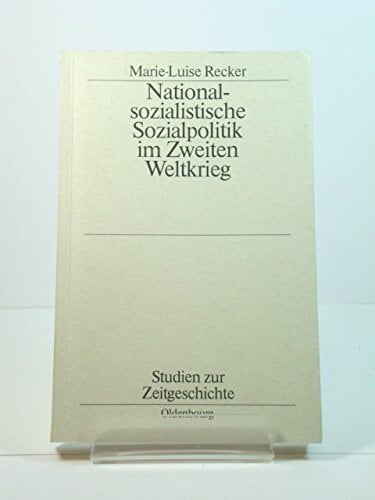 Marie-Luise Recker
National-
sozialistische
Sozialpolitik
im Zweiten
Weltkrieg
Studien zur
Zeitgeschichte
Oldenbourg